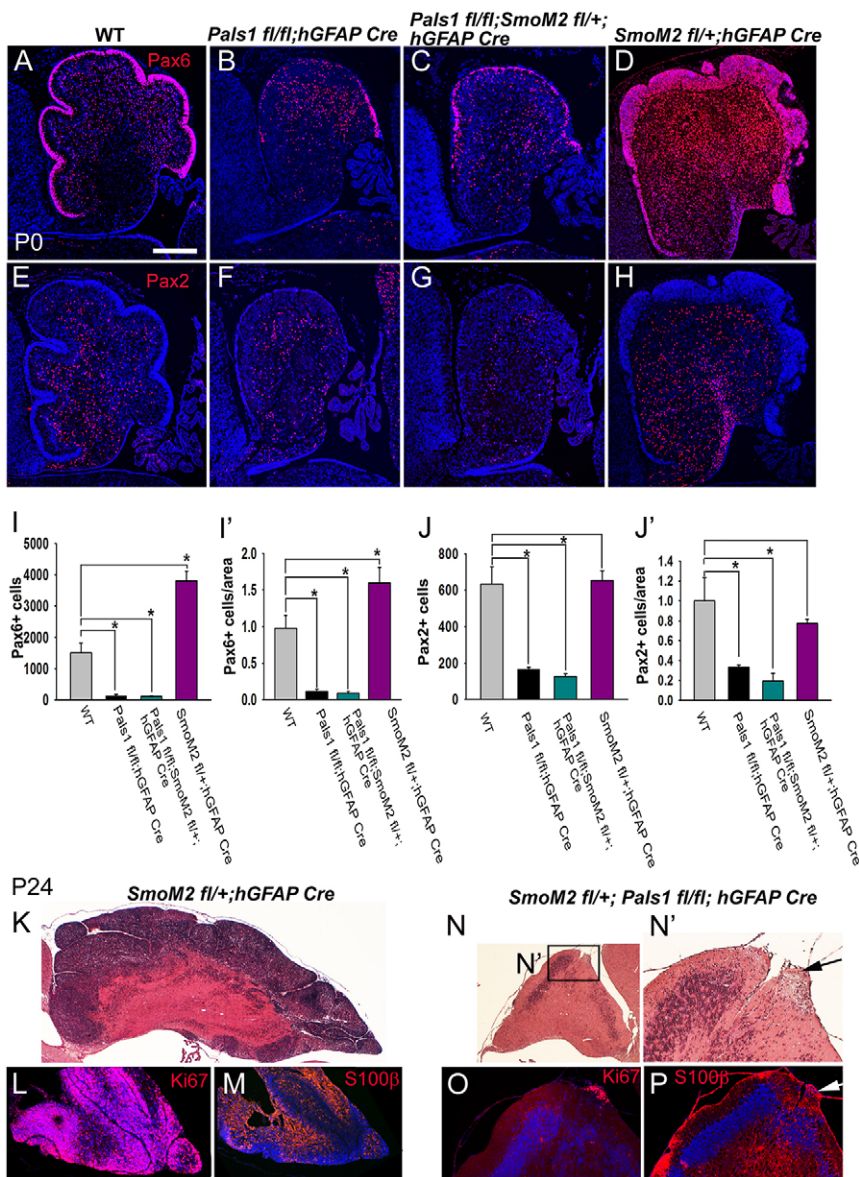 WT
Pals1 fl/fl;hGFAP Cre
Pals1 fl/fl;SmoM2 fl/+;
hGFAP Cre
SmoM2 fl/+;hGFAP Cre
A
Pax6
B
C
D
P0
E
Pax2
F
G
H
I
Pax6+ cells
5000
4000
3000
2000
1000
0
*
*
*
WT
Pals1 fl/fl;hGFAP Cre
Pals1 fl/fl;SmoM2 fl/+;
hGFAP Cre
SmoM2 fl/+;hGFAP Cre
I'
Pax6+ cells/area
2.0
1.5
1.0
0.5
0.0
*
*
*
WT
Pals1 fl/fl;hGFAP Cre
Pals1 fl/fl;SmoM2 fl/+;
hGFAP Cre
SmoM2 fl/+;hGFAP Cre
J
Pax2+ cells
800
600
400
200
0
*
*
WT
Pals1 fl/fl;hGFAP Cre
Pals1 fl/fl;SmoM2 fl/+;
hGFAP Cre
SmoM2 fl/+;hGFAP Cre
J'
Pax2+ cells/area
1.4
1.2
1.0
0.8
0.6
0.4
0.2
0.0
*
*
WT
Pals1 fl/fl;hGFAP Cre
Pals1 fl/fl;SmoM2 fl/+;
hGFAP Cre
SmoM2 fl/+;hGFAP Cre
P24
SmoM2 fl/+;hGFAP Cre
SmoM2 fl/+; Pals1 fl/fl; hGFAP Cre
K
N
N'
N'
L
Ki67
M
S100β
O
Ki67
P
S100β